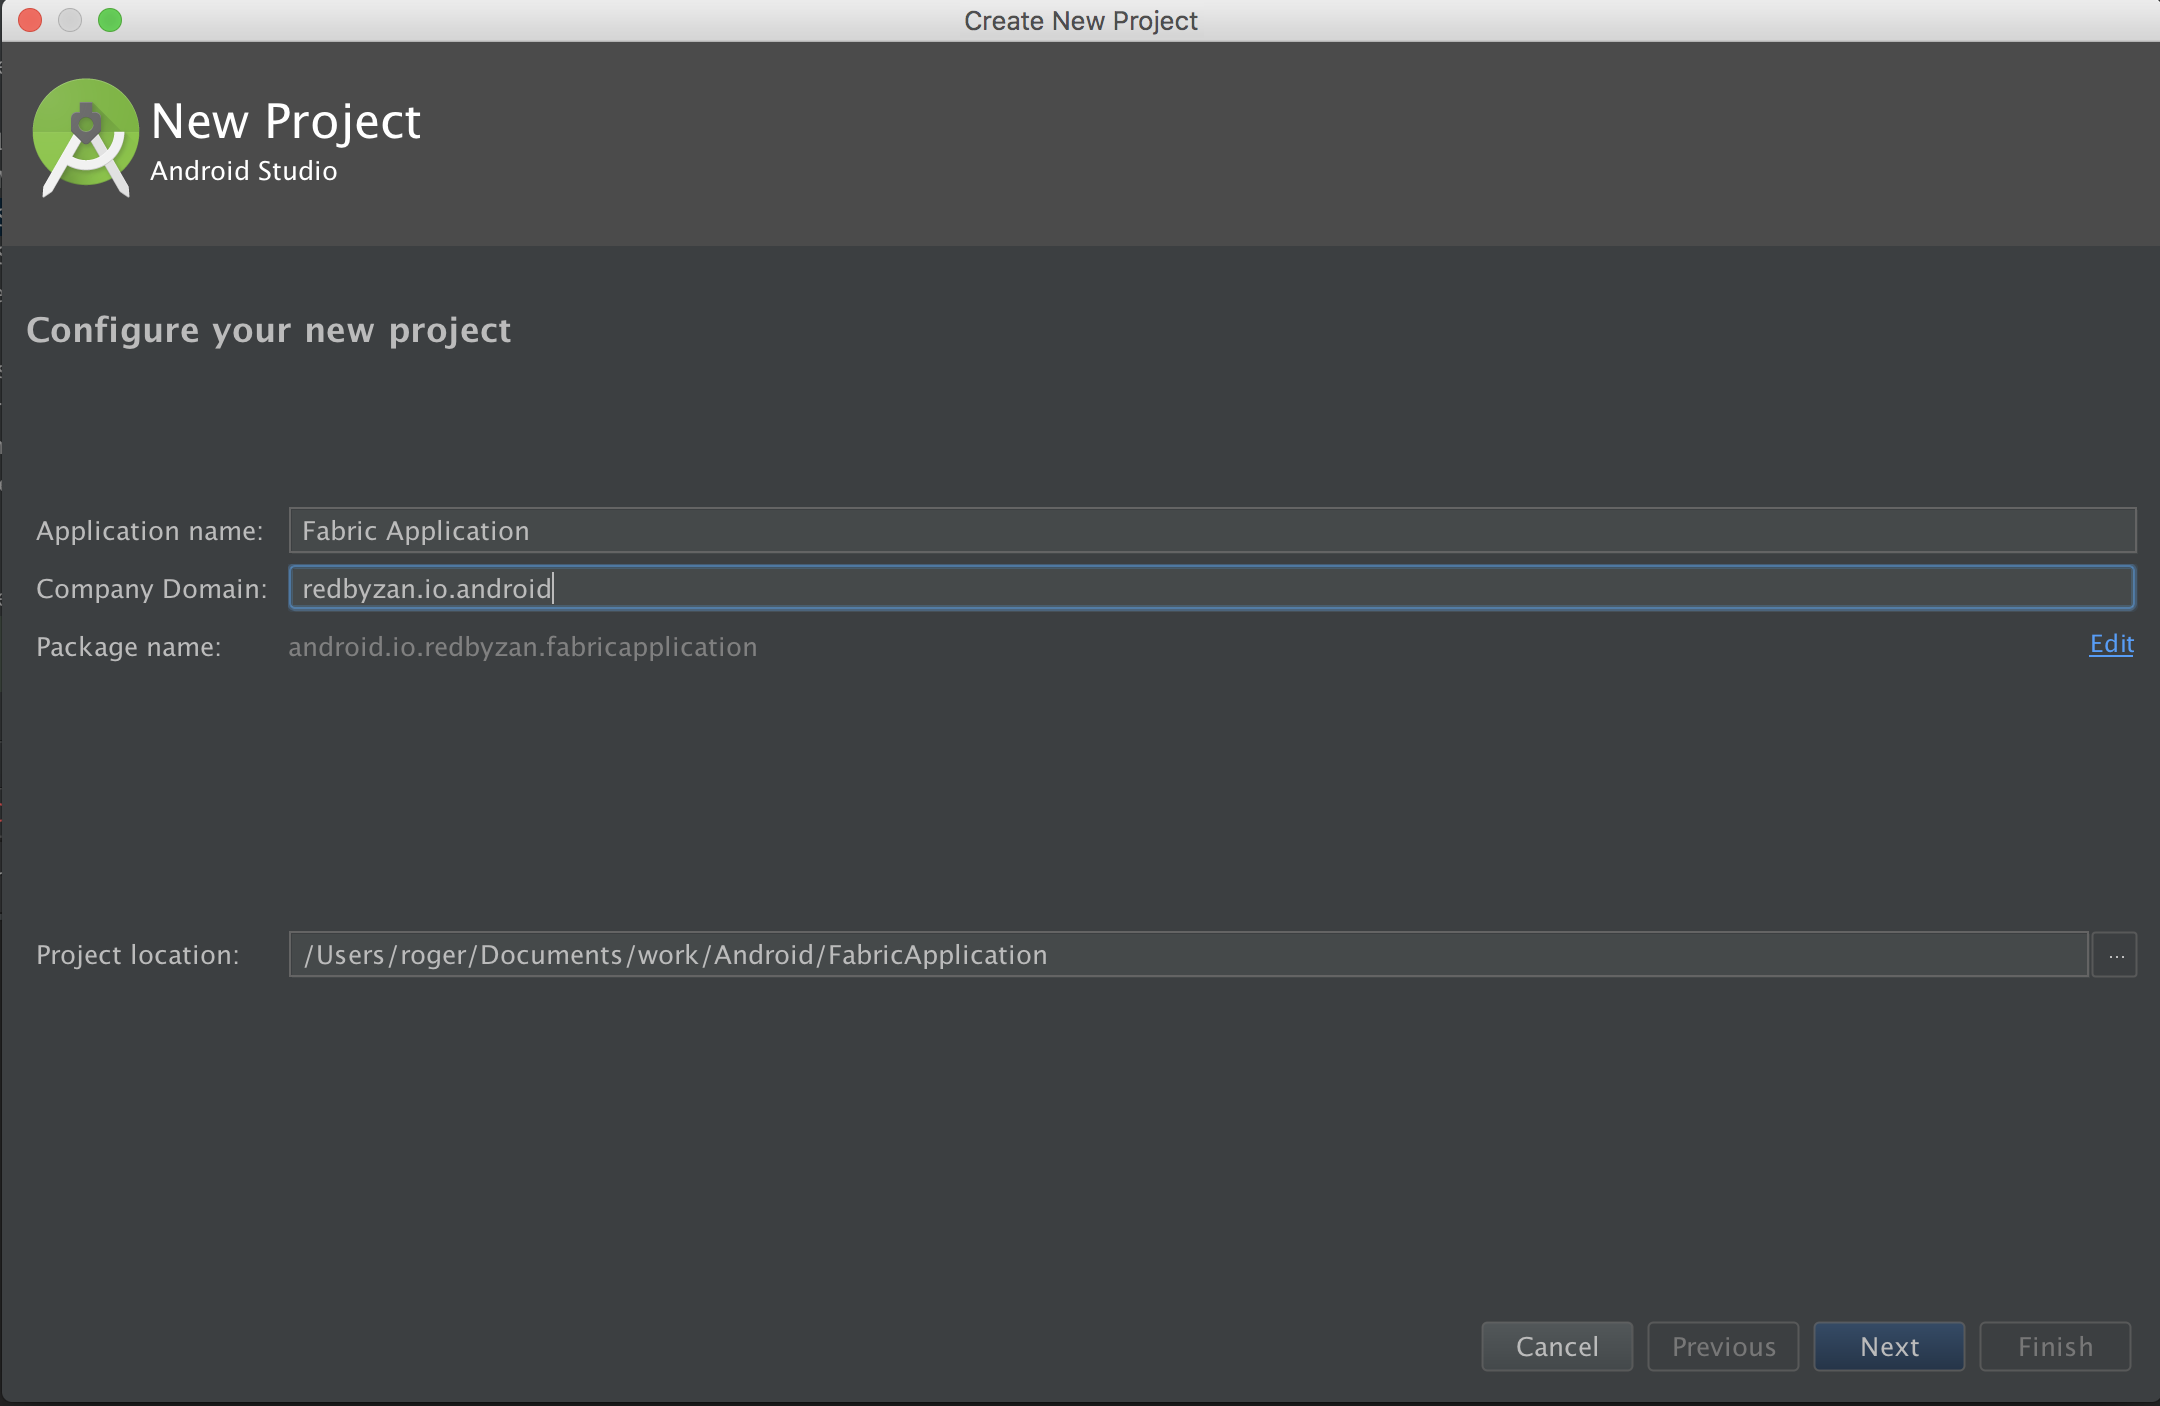 Create New Project
New Project
Android Studio
Configure your new project
Application name: Fabric Application
Company Domain: redbyzan.io.android
Package name: android.io.redbyzan.fabricapplication Edit
Project location: /Users/roger/Documents/work/Android/FabricApplication ...
Cancel Previous Next Finish